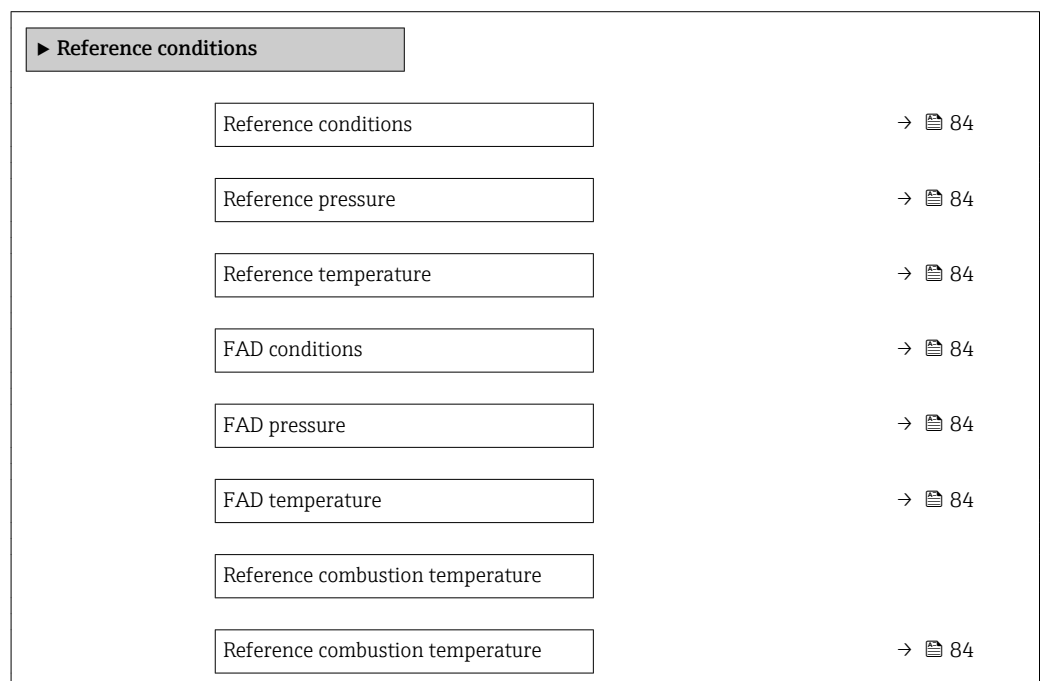 ▶ Reference conditions
Reference conditions → 84
Reference pressure → 84
Reference temperature → 84
FAD conditions → 84
FAD pressure → 84
FAD temperature → 84
Reference combustion temperature
Reference combustion temperature → 84